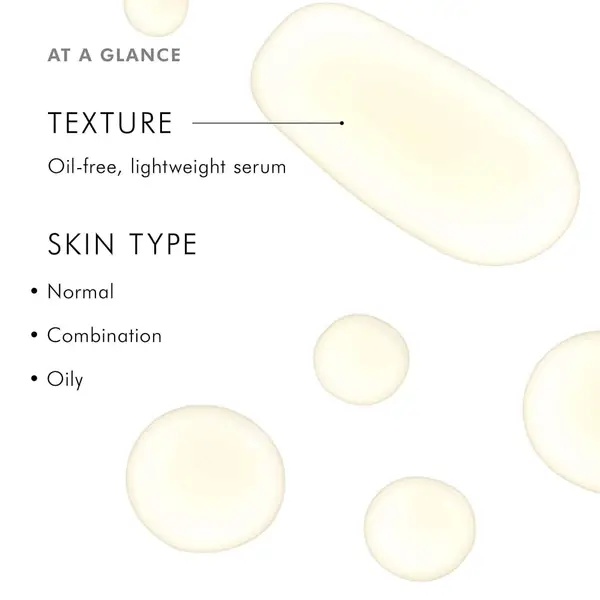 AT A GLANCE
TEXTURE
Oil-free, lightweight serum
SKIN TYPE
• Normal
• Combination
• Oily